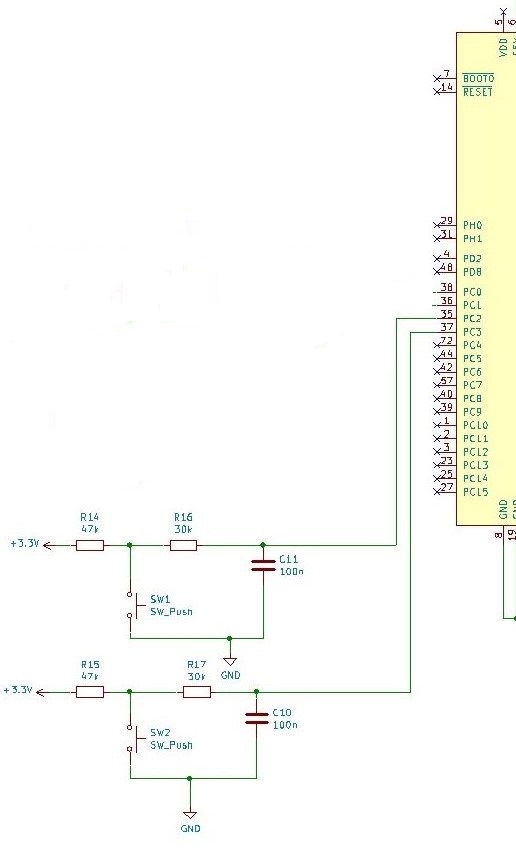 5
6
VDD
7
BOOT0
14
RESET
29
PH0
31
PH1
4
PD2
48
PD8
38
PC0
36
PC1
35
PC2
37
PC3
72
PC4
44
PC5
42
PC6
57
PC7
40
PC8
39
PC9
1
PC10
2
PC11
3
PC12
23
PC13
25
PC14
27
PC15
GND
8
19
R14
47k
R16
30k
+3.3V
C11
100n
SW1
SW_Push
GND
R15
47k
R17
30k
+3.3V
C10
100n
SW2
SW_Push
GND